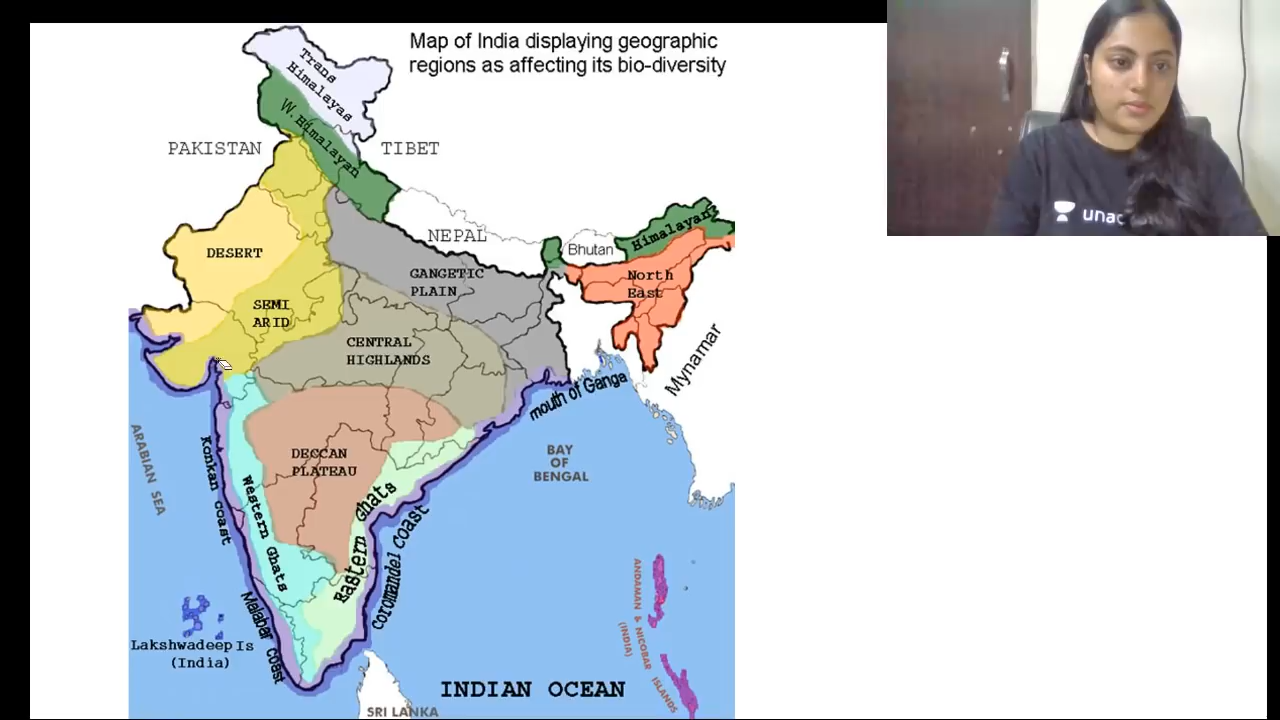 Map of India displaying geographic
regions as affecting its bio-diversity
Trans
Himalayas
W. Himalayan
PAKISTAN
TIBET
NEPAL
Bhutan
Himalayan
DESERT
GANGETIC
PLAIN
North
East
SEMI
ARID
CENTRAL
HIGHLANDS
Mynamar
mouth of Ganga
ARABIAN SEA
Konkan coast
DECCAN
PLATEAU
BAY
OF
BENGAL
Western Ghats
Eastern Ghats
Coromandel Coast
Malabar Coast
ANDAMAN & NICOBAR ISLANDS
(INDIA)
Lakshwadeep Is
(India)
INDIAN OCEAN
SRI LANKA
unac